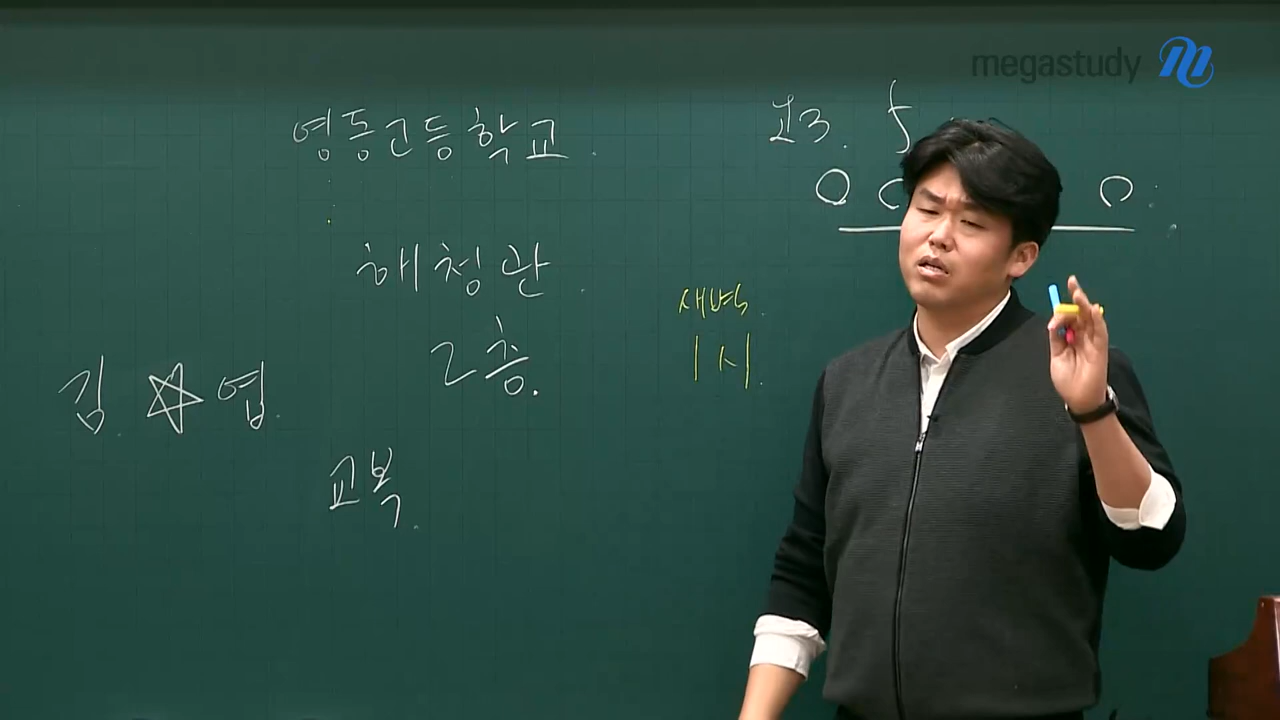 megastudy
영동고등학교.
고3.
해청관.
2층.
새벽.
1시.
김 ☆ 엽.
교복.